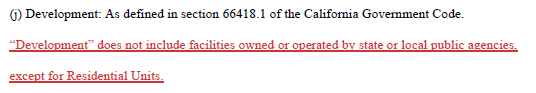 (j) Development: As defined in section 66418.1 of the California Government Code.
“Development” does not include facilities owned or operated by state or local public agencies,
except for Residential Units.